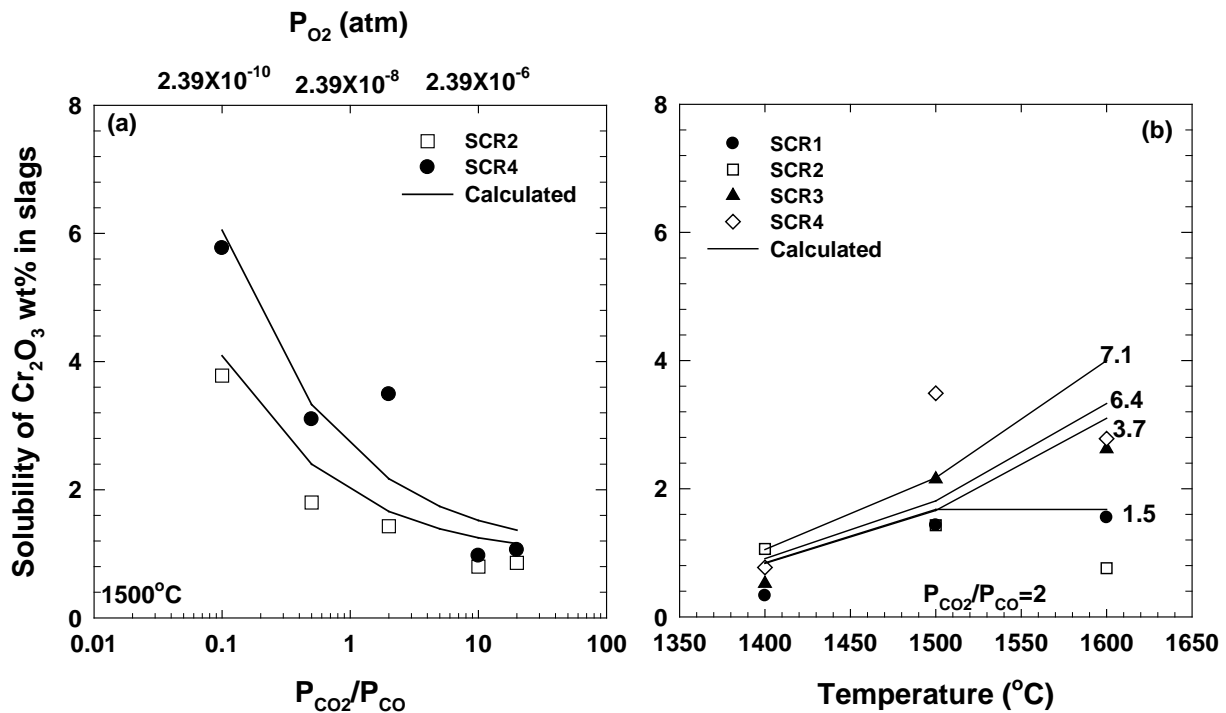 P_O2 (atm)
2.39X10^-10 2.39X10^-8 2.39X10^-6
Solubility of Cr2O3 wt% in slags
8
6
4
2
0
(a)
SCR2
SCR4
Calculated
1500°C
0.01 0.1 1 10 100
P_CO2/P_CO
8
6
4
2
0
(b)
SCR1
SCR2
SCR3
SCR4
Calculated
7.1
6.4
3.7
1.5
P_CO2/P_CO=2
1350 1400 1450 1500 1550 1600 1650
Temperature (°C)